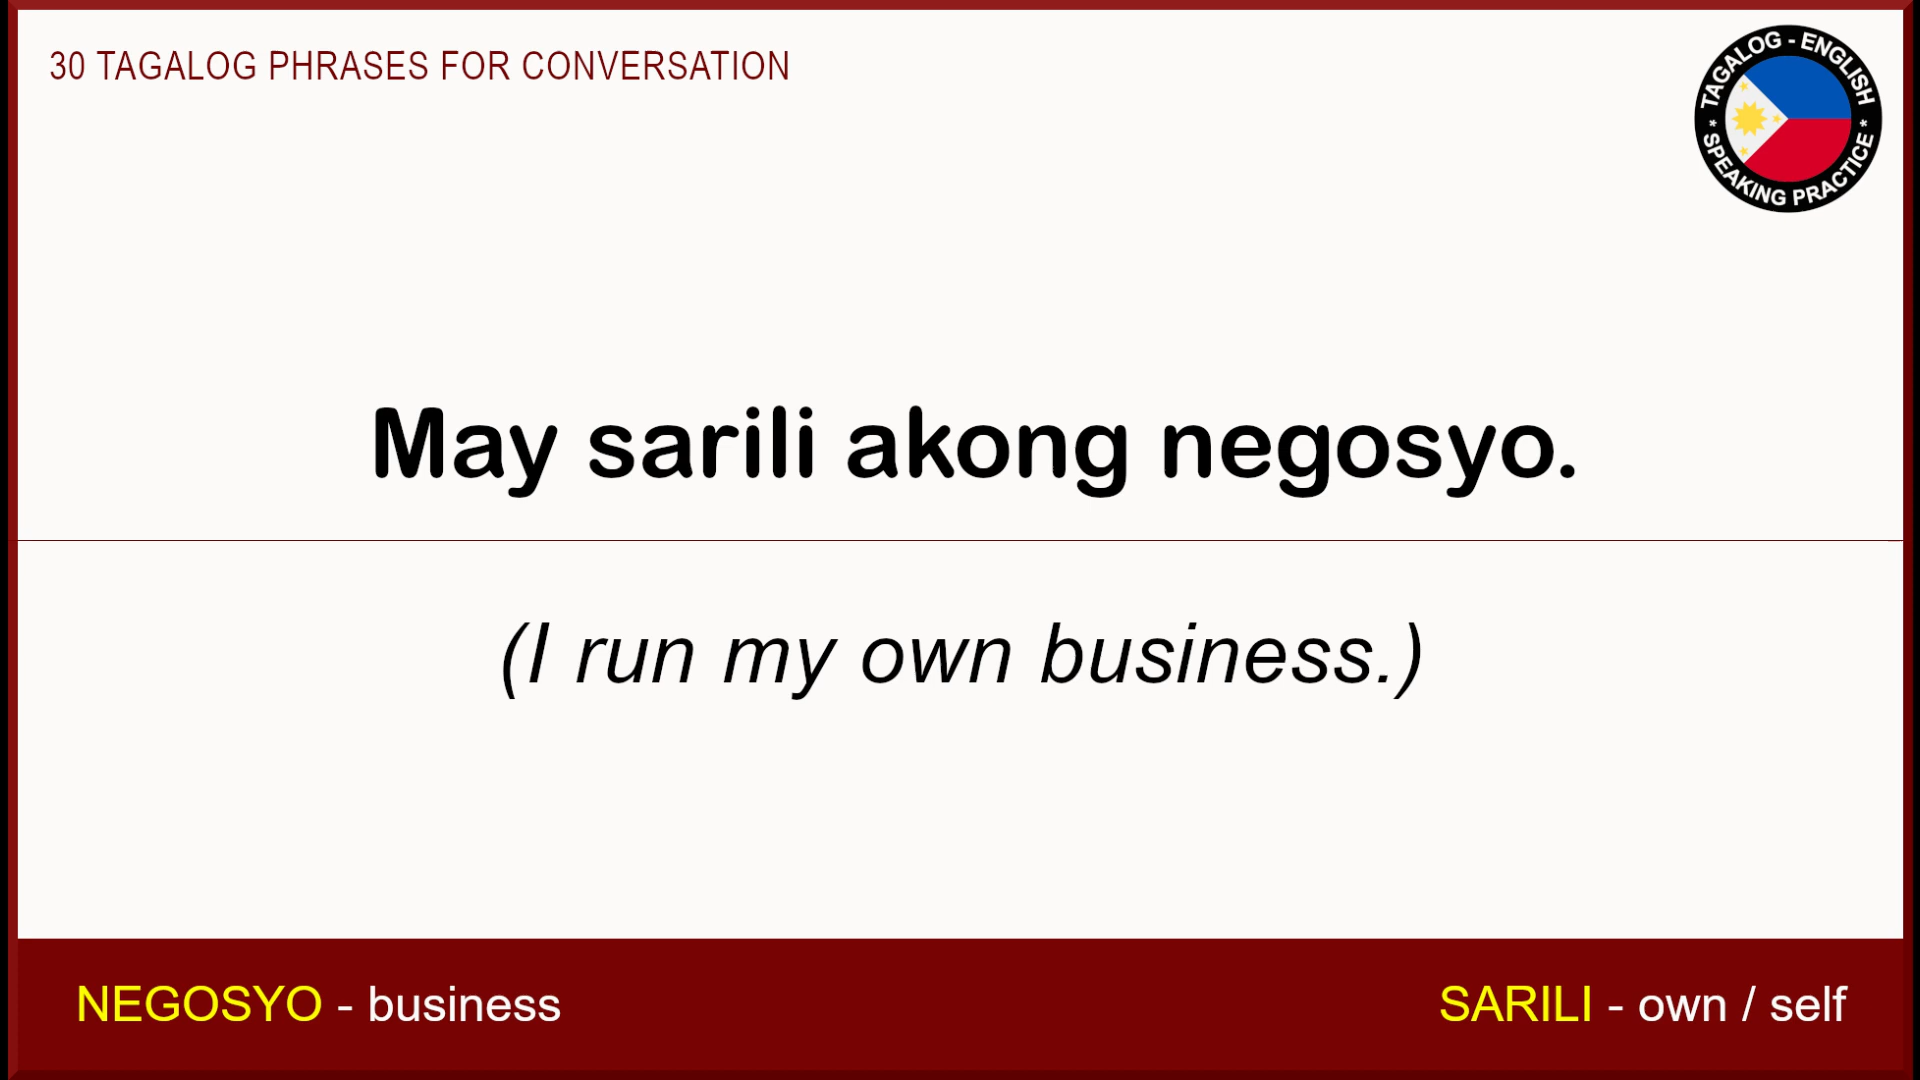 30 TAGALOG PHRASES FOR CONVERSATION
TAGALOG - ENGLISH
* SPEAKING PRACTICE *
May sarili akong negosyo.
(I run my own business.)
NEGOSYO - business
SARILI - own / self